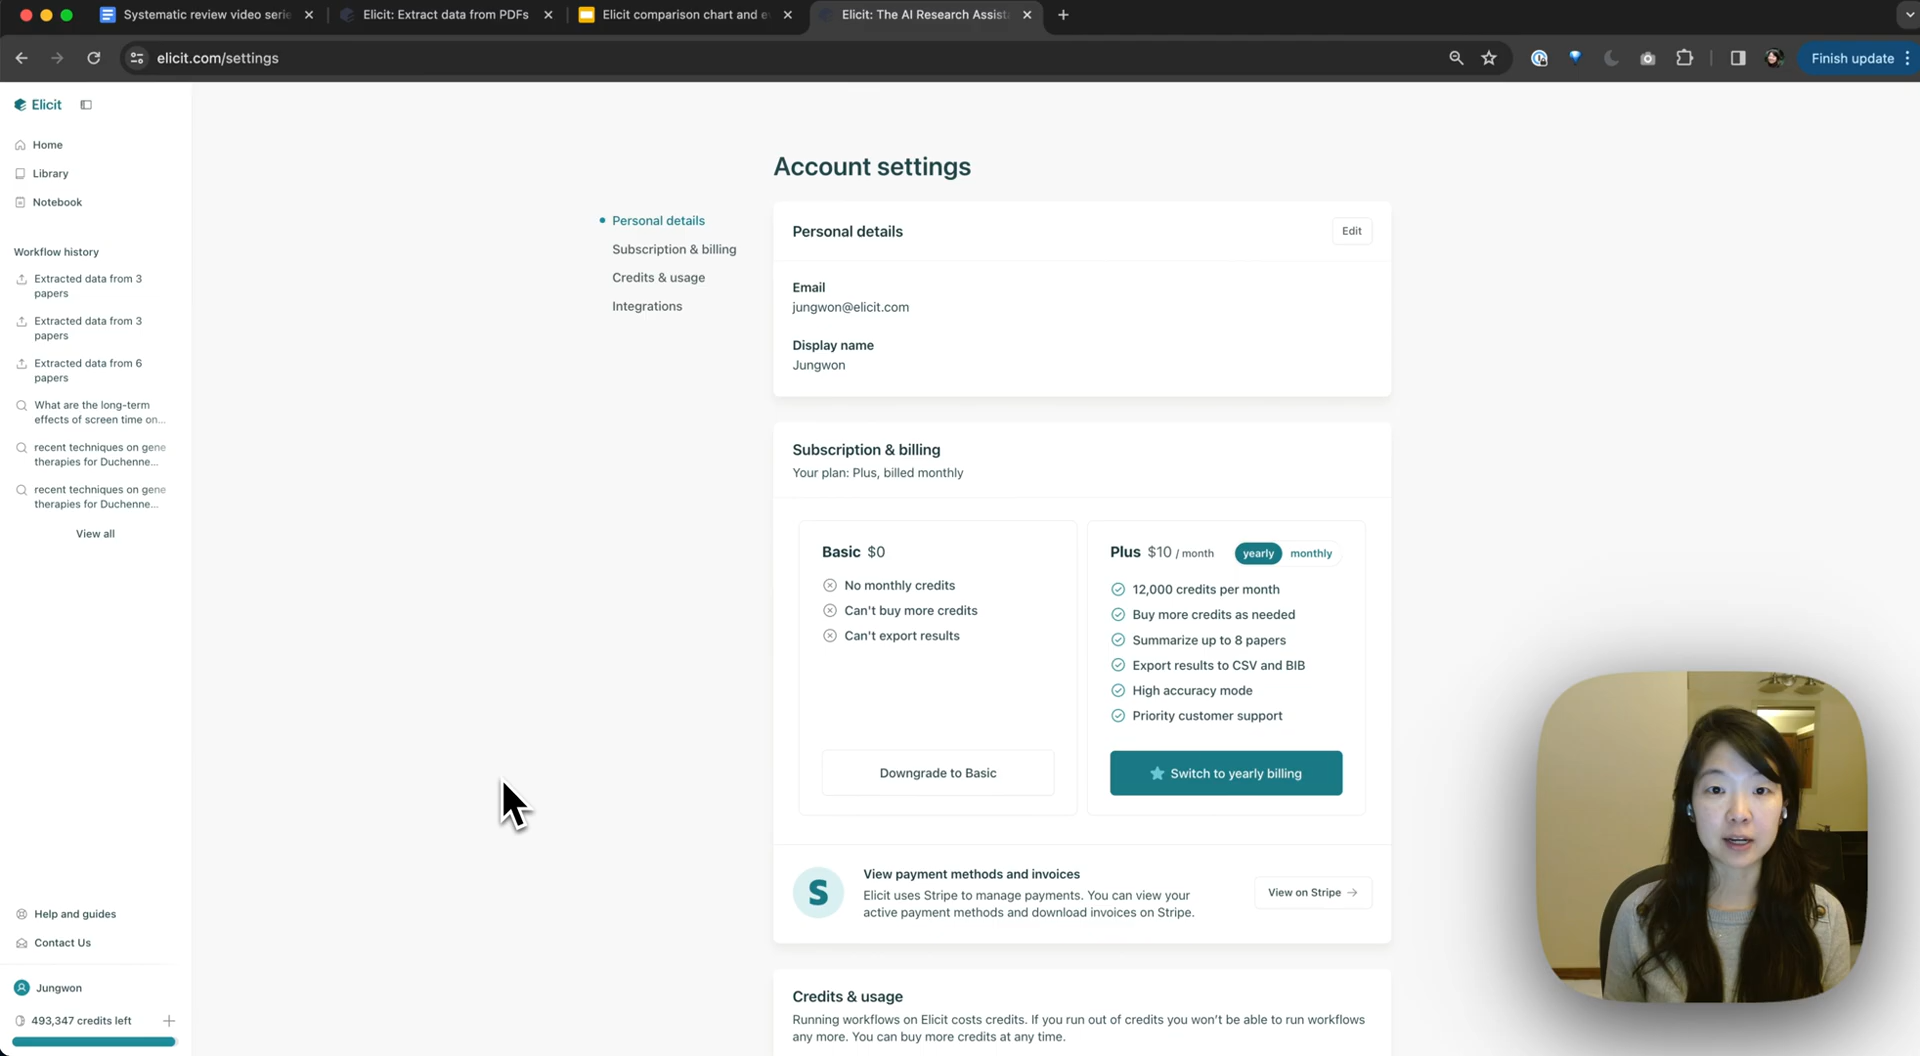 Systematic review video serie
Elicit: Extract data from PDFs
Elicit comparison chart and e
Elicit: The AI Research Assista
elicit.com/settings
Finish update
Elicit
Home
Library
Notebook
Workflow history
Extracted data from 3
papers
Extracted data from 3
papers
Extracted data from 6
papers
What are the long-term
effects of screen time on...
recent techniques on gene
therapies for Duchenne...
recent techniques on gene
therapies for Duchenne...
View all
Help and guides
Contact Us
Jungwon
493,347 credits left
Account settings
Personal details
Subscription & billing
Credits & usage
Integrations
Personal details
Edit
Email
jungwon@elicit.com
Display name
Jungwon
Subscription & billing
Your plan: Plus, billed monthly
Basic $0
No monthly credits
Can't buy more credits
Can't export results
Downgrade to Basic
Plus $10 / month
yearly
monthly
12,000 credits per month
Buy more credits as needed
Summarize up to 8 papers
Export results to CSV and BIB
High accuracy mode
Priority customer support
Switch to yearly billing
S
View payment methods and invoices
Elicit uses Stripe to manage payments. You can view your
active payment methods and download invoices on Stripe.
View on Stripe →
Credits & usage
Running workflows on Elicit costs credits. If you run out of credits you won't be able to run workflows
any more. You can buy more credits at any time.